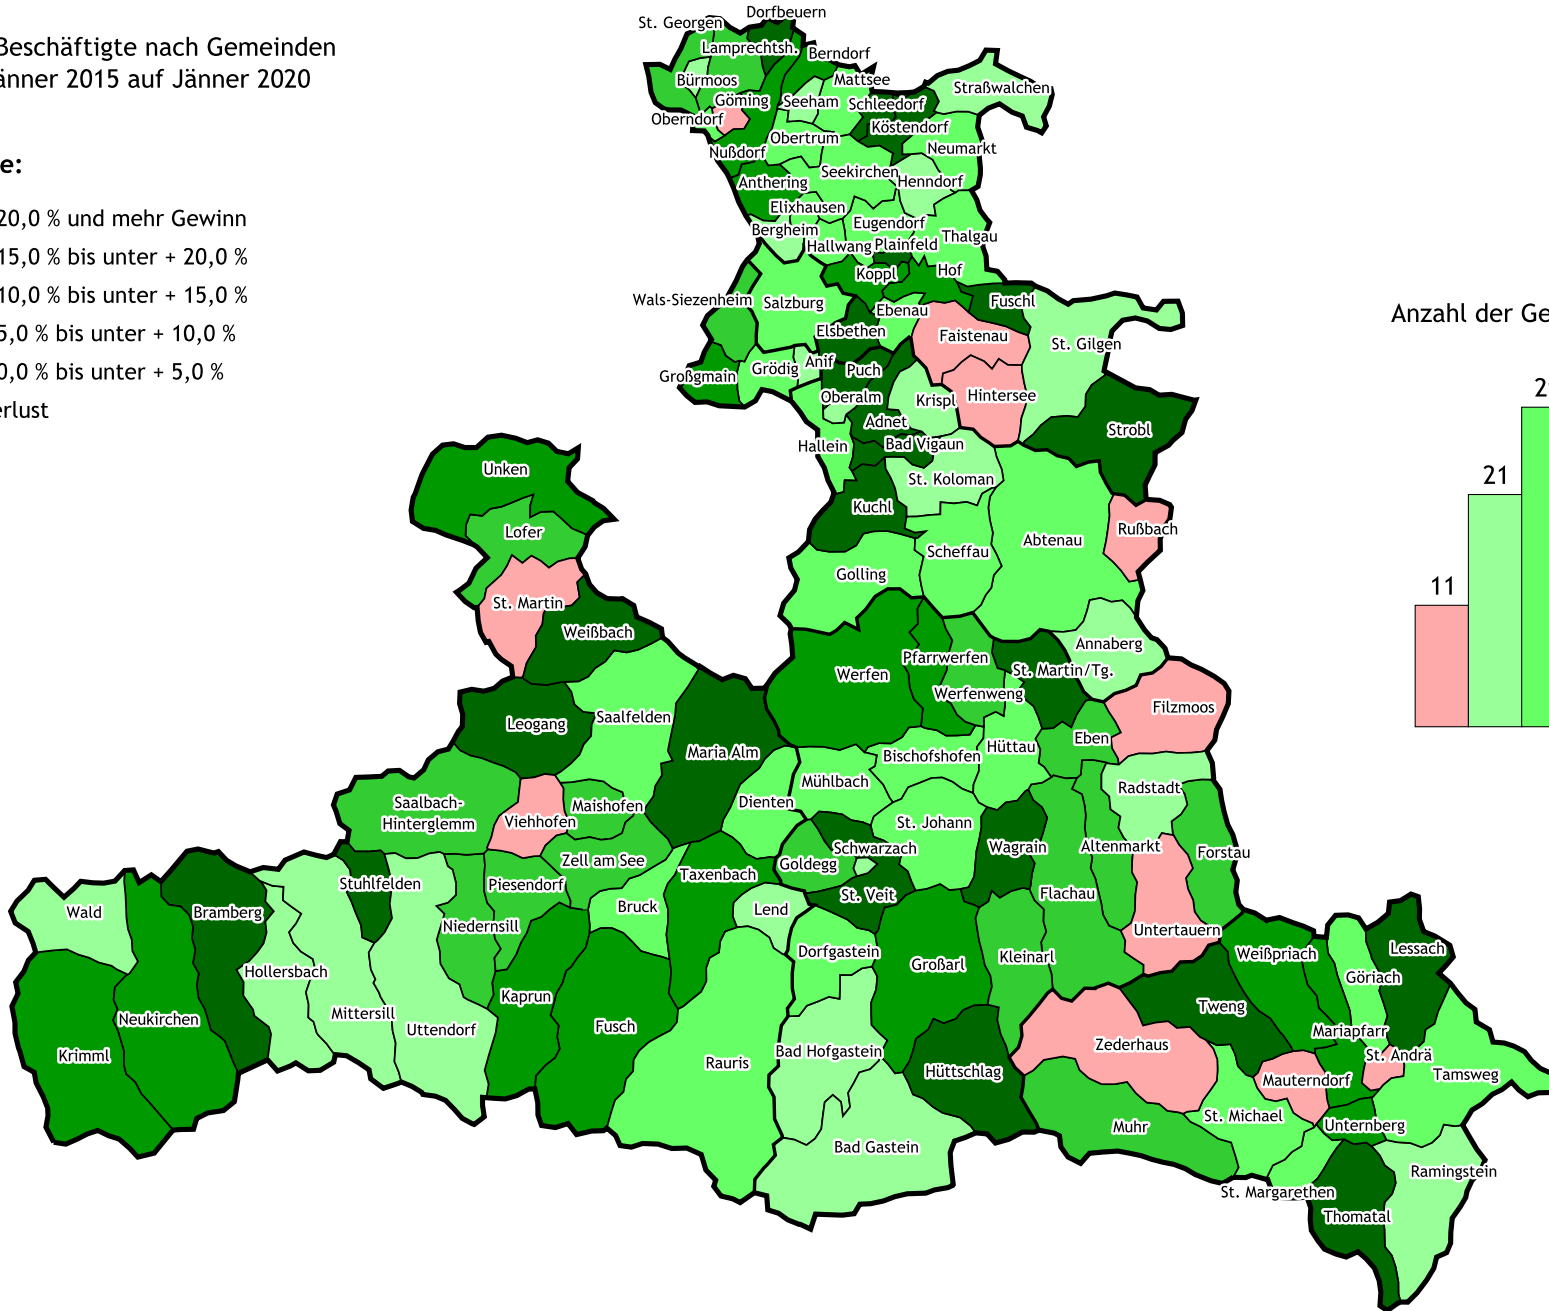 Beschäftigte nach Gemeinden
änner 2015 auf Jänner 2020
e:
20,0 % und mehr Gewinn
15,0 % bis unter + 20,0 %
10,0 % bis unter + 15,0 %
5,0 % bis unter + 10,0 %
0,0 % bis unter + 5,0 %
erlust
Anzahl der Ge
2
21
11
Dorfbeuern
St. Georgen
Lamprechtsh.
Berndorf
Bürmoos
Mattsee
Straßwalchen
Göming
Seeham
Schleedorf
Oberndorf
Köstendorf
Obertrum
Neumarkt
Nußdorf
Seekirchen
Anthering
Henndorf
Elixhausen
Eugendorf
Bergheim
Hallwang
Plainfeld
Thalgau
Koppl
Hof
Wals-Siezenheim
Salzburg
Fuschl
Ebenau
Elsbethen
Faistenau
St. Gilgen
Anif
Grödig
Puch
Großgmain
Oberalm
Krispl
Hintersee
Adnet
Strobl
Hallein
Bad Vigaun
Unken
St. Koloman
Kuchl
Lofer
Rußbach
Abtenau
Scheffau
Golling
St. Martin
Weißbach
Annaberg
Pfarrwerfen
St. Martin/Tg.
Werfen
Werfenweng
Filzmoos
Saalfelden
Leogang
Eben
Hüttau
Maria Alm
Bischofshofen
Mühlbach
Radstadt
Saalbach-
Hinterglemm
Maishofen
Dienten
Viehhofen
St. Johann
Schwarzach
Wagrain
Altenmarkt
Forstau
Zell am See
Goldegg
Taxenbach
Stuhlfelden
Piesendorf
St. Veit
Flachau
Bruck
Lend
Wald
Bramberg
Niedernsill
Untertauern
Dorfgastein
Lessach
Weißpriach
Kleinarl
Großarl
Göriach
Hollersbach
Kaprun
Tweng
Mittersill
Neukirchen
Uttendorf
Fusch
Mariapfarr
Zederhaus
Bad Hofgastein
St. Andrä
Krimml
Rauris
Hüttschlag
Mauterndorf
Tamsweg
St. Michael
Muhr
Unternberg
Bad Gastein
Ramingstein
St. Margarethen
Thomatal